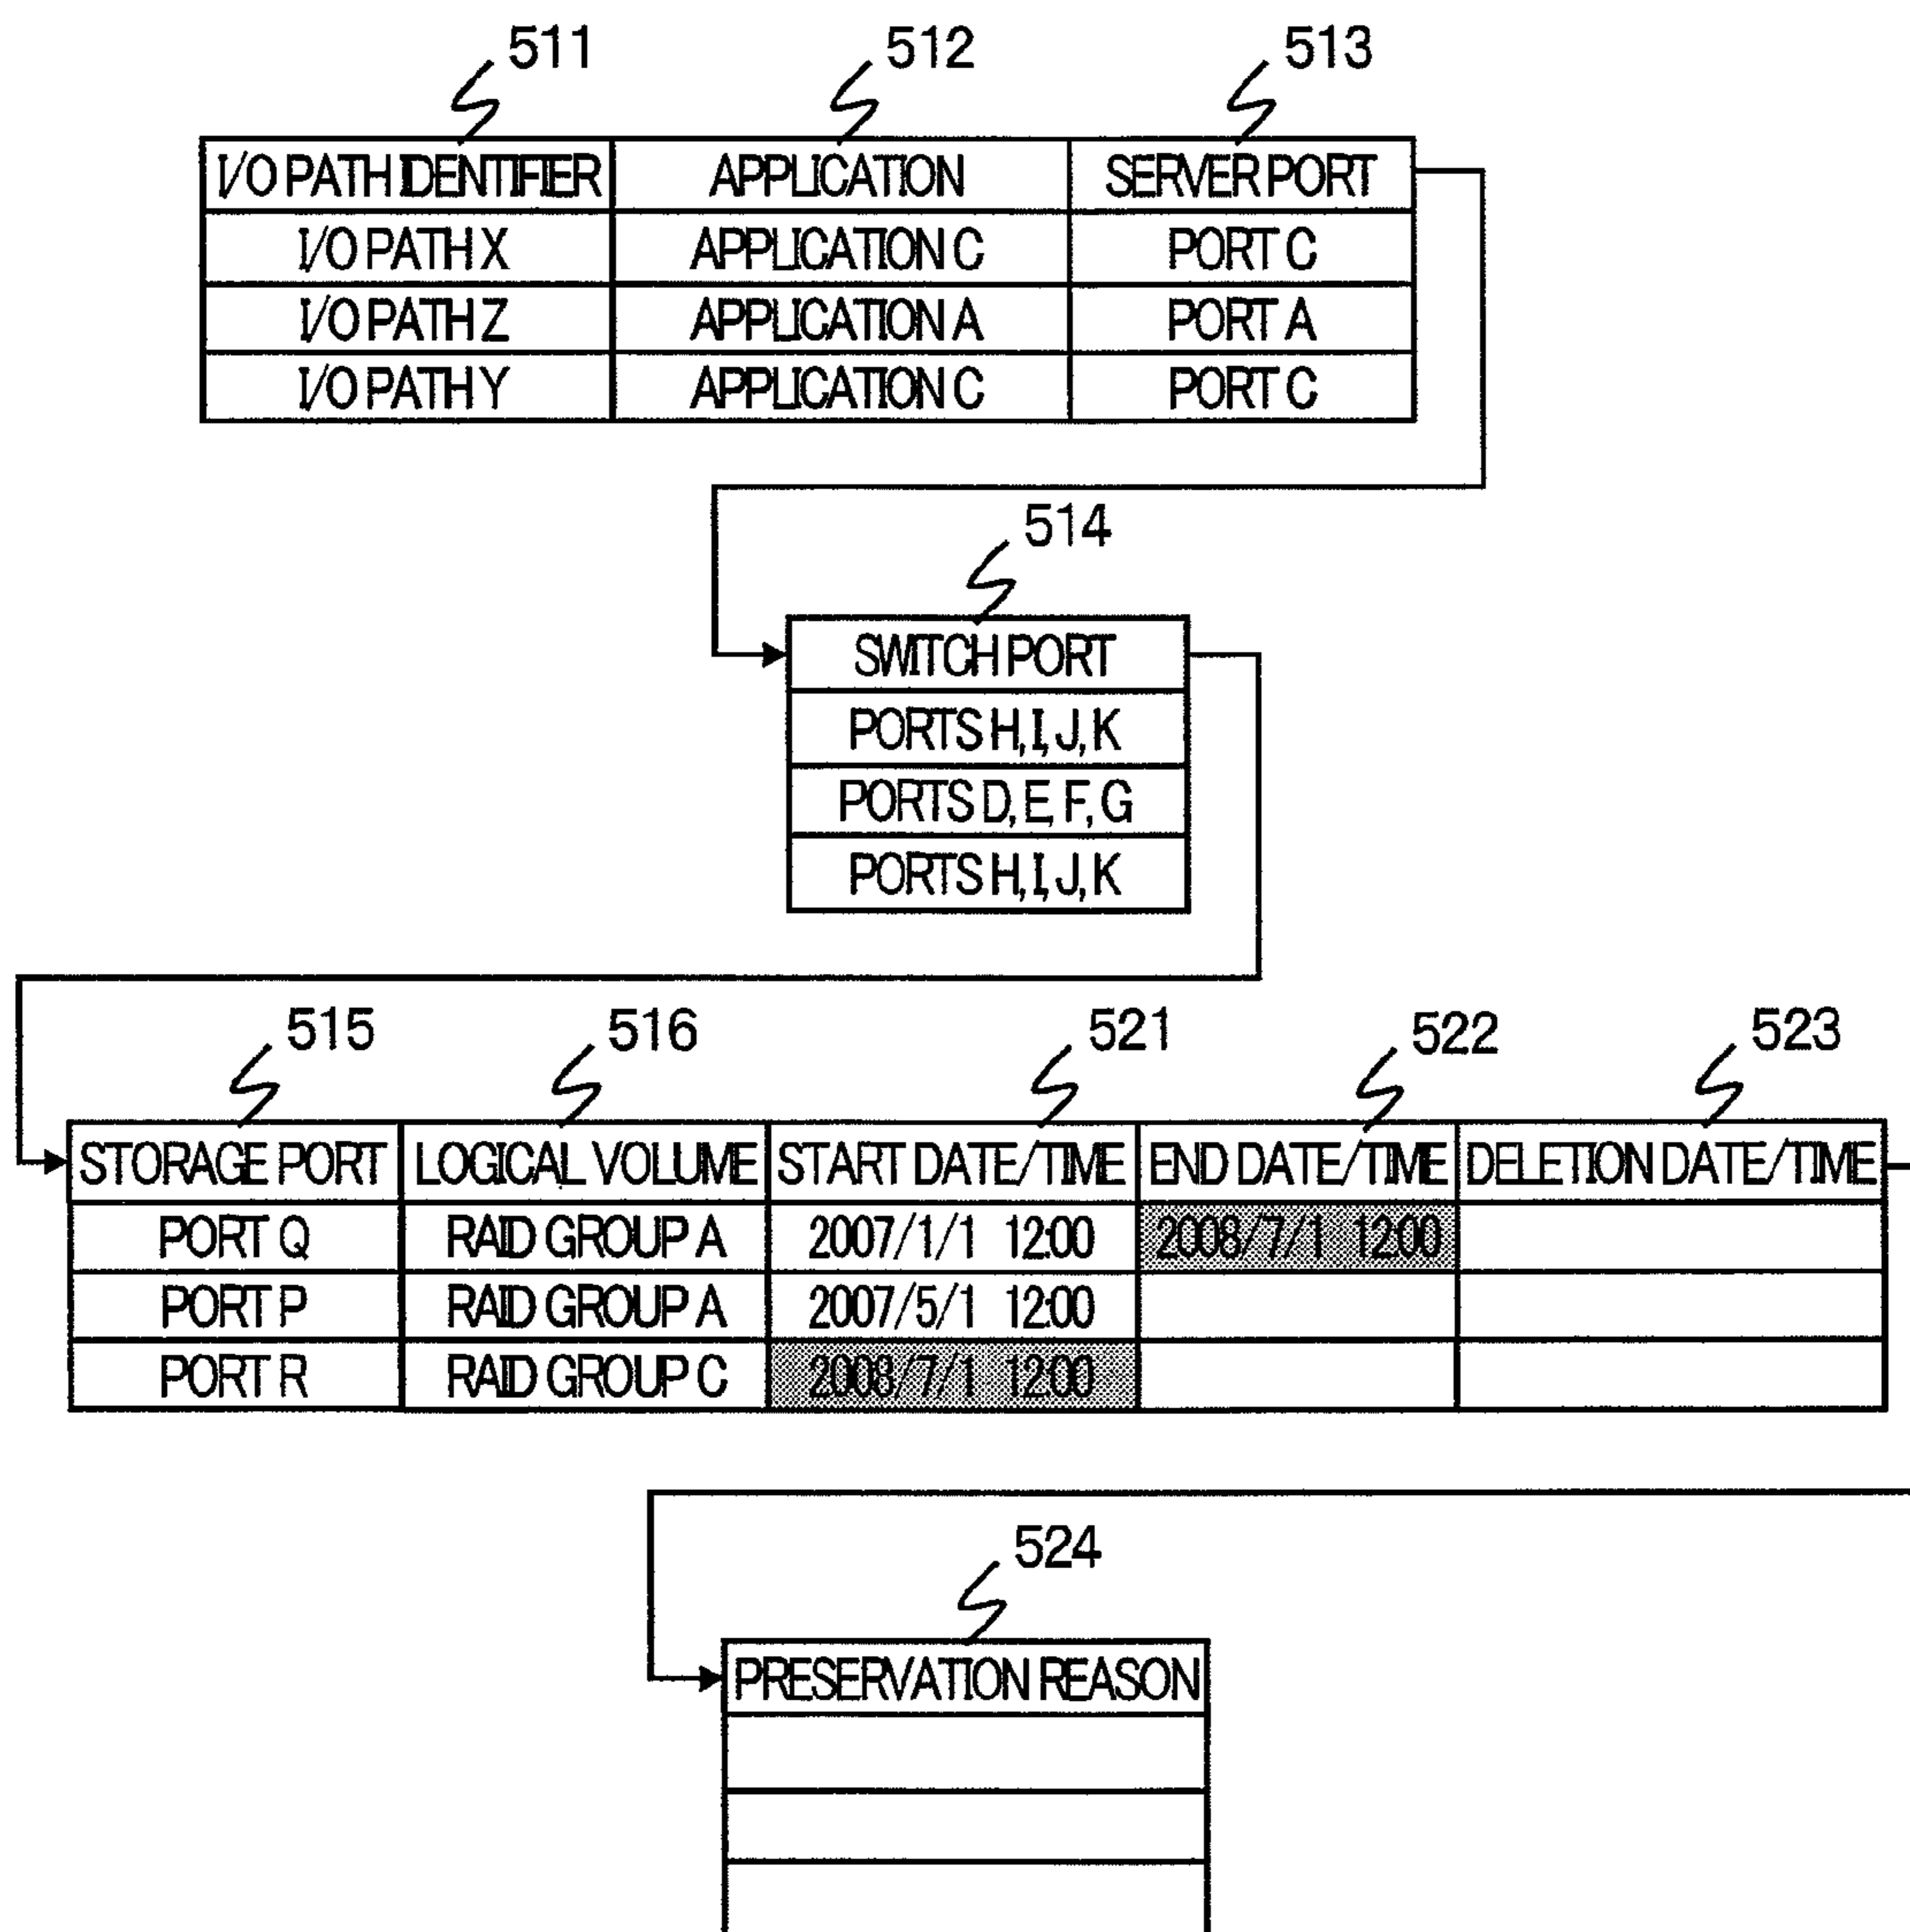 511 512 513
I/O PATH IDENTIFIER APPLICATION SERVER PORT
I/O PATH X APPLICATION C PORT C
I/O PATH Z APPLICATION A PORT A
I/O PATH Y APPLICATION C PORT C
514
SWITCH PORT
PORTS H, I, J, K
PORTS D, E, F, G
PORTS H, I, J, K
515 516 521 522 523
STORAGE PORT LOGICAL VOLUME START DATE/TIME END DATE/TIME DELETION DATE/TIME
PORT Q RAID GROUP A 2007/1/1 12:00 2008/7/1 12:00
PORT P RAID GROUP A 2007/5/1 12:00
PORT R RAID GROUP C 2008/7/1 12:00
524
PRESERVATION REASON